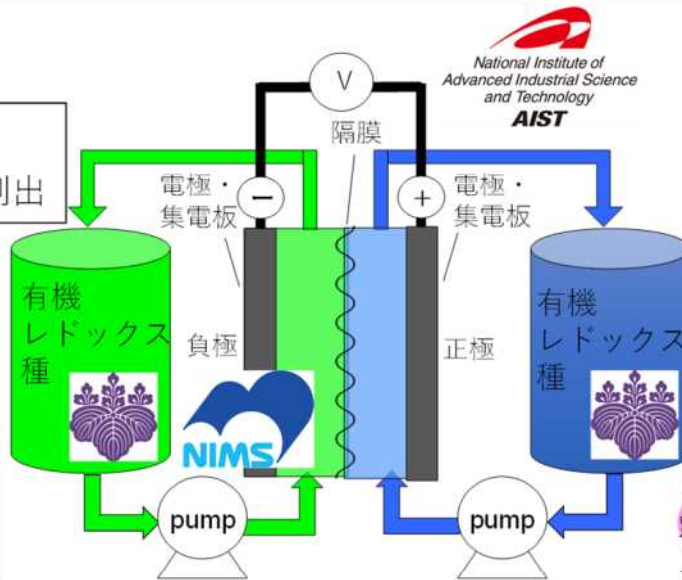 National Institute of
Advanced Industrial Science
and Technology
AIST
V
隔膜
出
電極・
集電板
−
+
電極・
集電板
有機
レドックス
種
負極
正極
有機
レドックス
種
NIMS
pump
pump